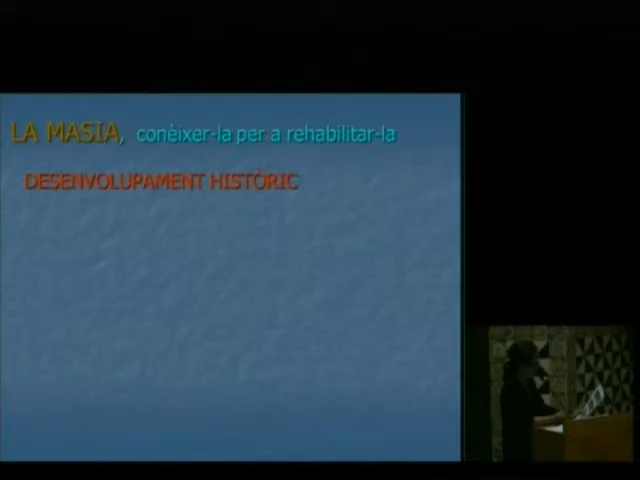 LA MASIA, conèixer-la per a rehabilitar-la
DESENVOLUPAMENT HISTÒRIC